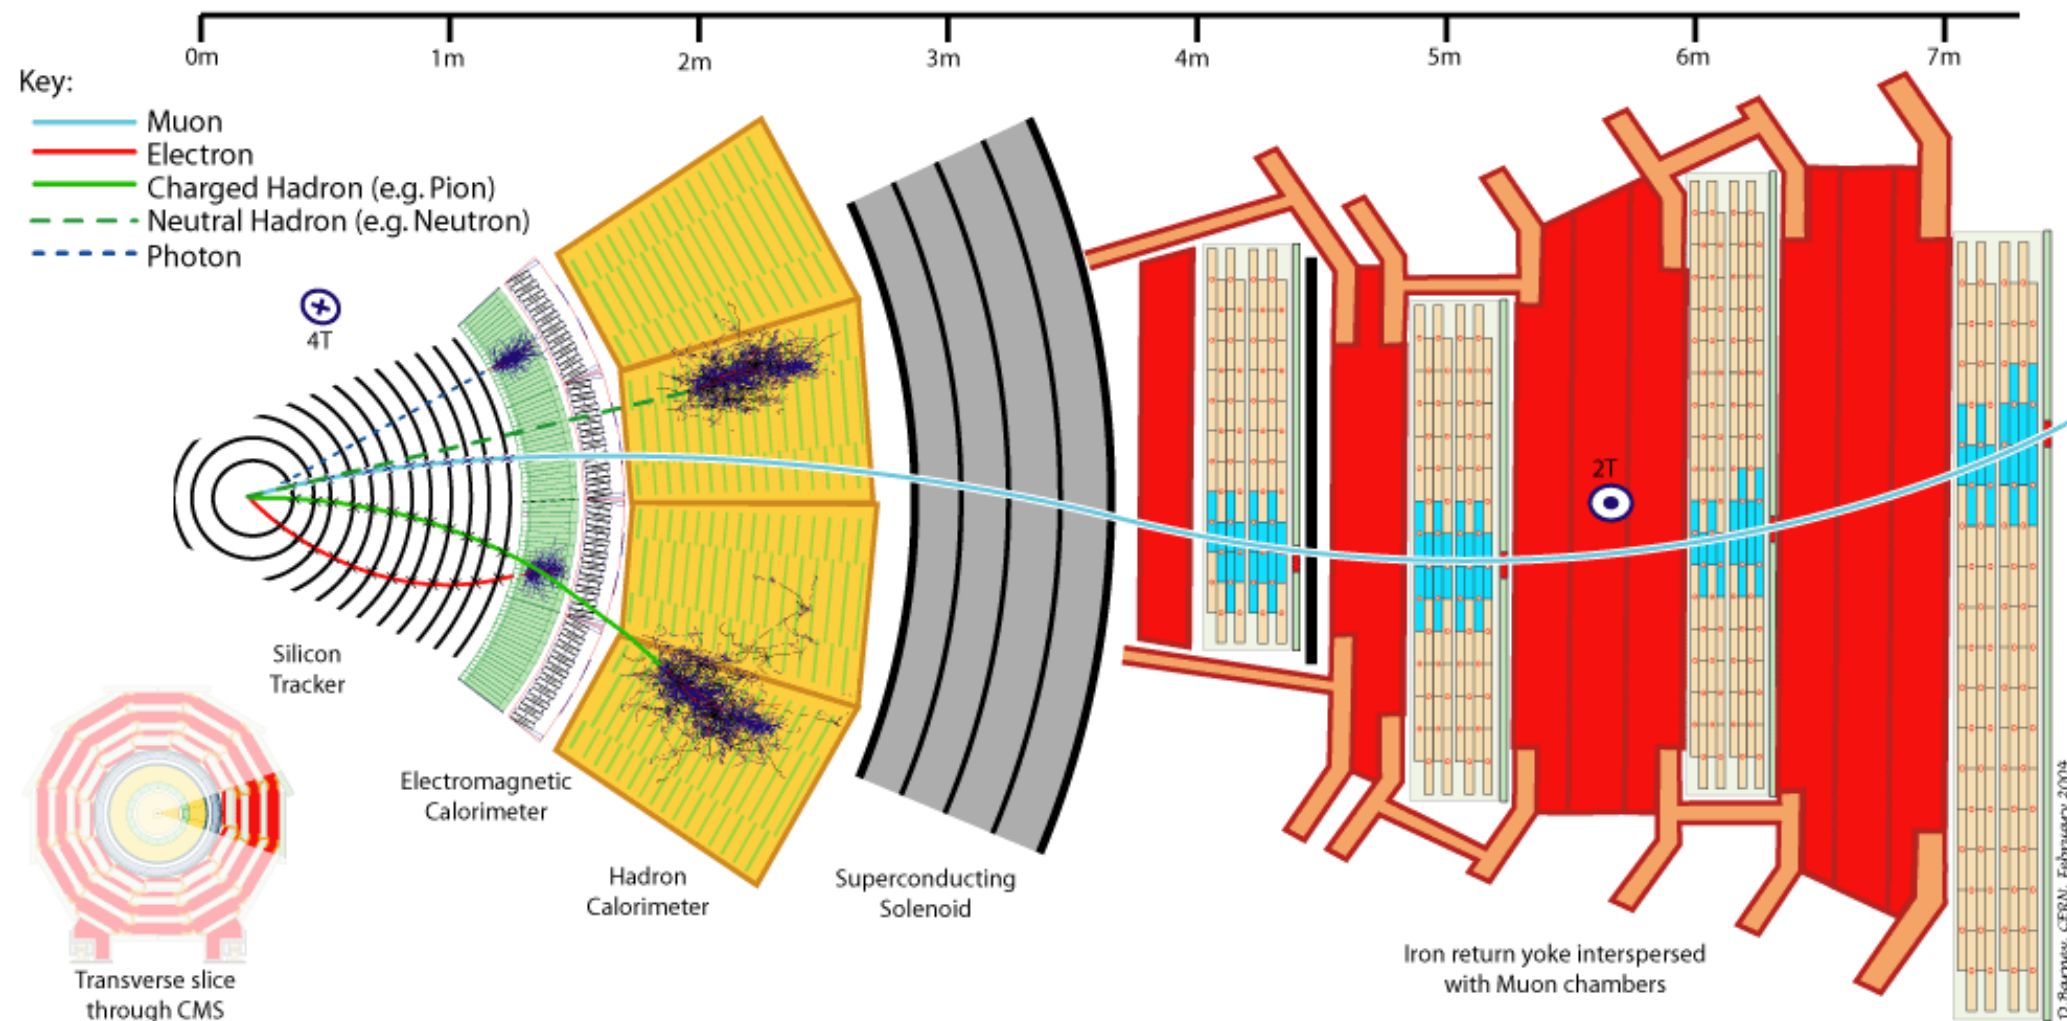 0m 1m 2m 3m 4m 5m 6m 7m
Key:
Muon
Electron
Charged Hadron (e.g. Pion)
Neutral Hadron (e.g. Neutron)
Photon
4T
2T
Silicon
Tracker
Electromagnetic
Calorimeter
Hadron
Calorimeter
Superconducting
Solenoid
Iron return yoke interspersed
with Muon chambers
Transverse slice
through CMS
D.Barney, CERN, February 2004